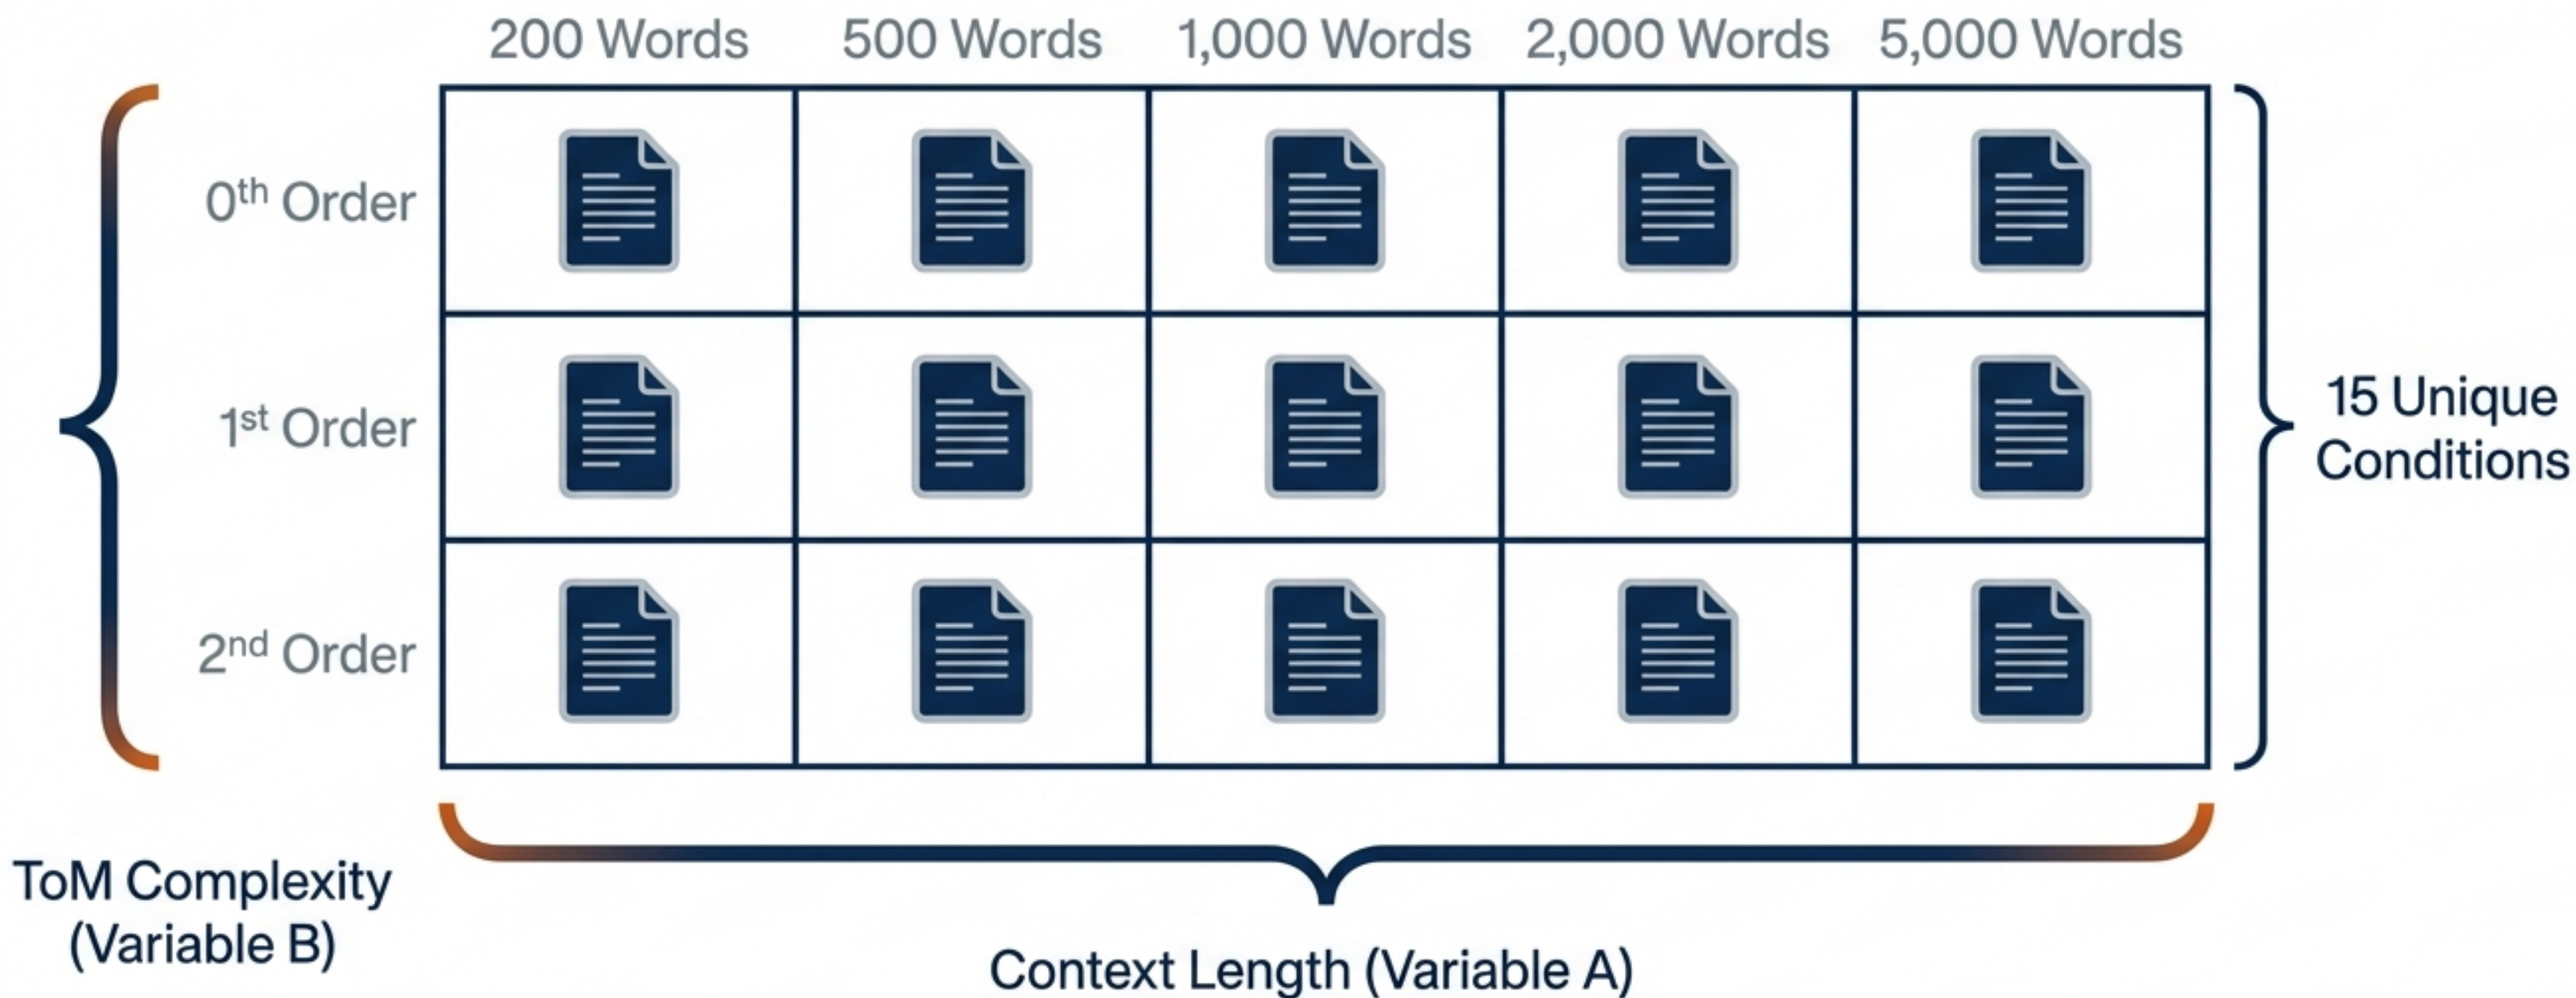 200 Words 500 Words 1,000 Words 2,000 Words 5,000 Words
0th Order
1st Order
15 Unique
Conditions
2nd Order
ToM Complexity
(Variable B)
Context Length (Variable A)